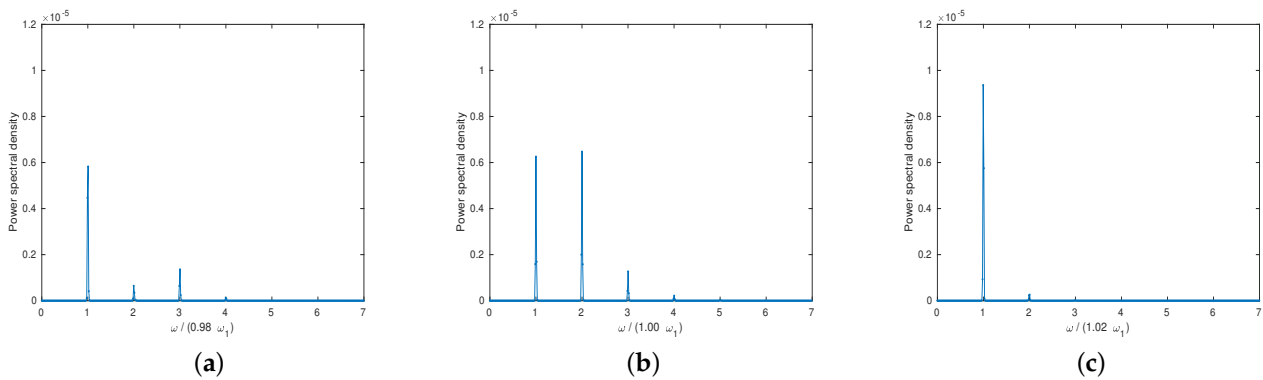 ×10⁻⁵
1.2
1
0.8
0.6
0.4
0.2
0
Power spectral density
0 1 2 3 4 5 6 7
ω / (0.98 ω₁)
(a)
×10⁻⁵
1.2
1
0.8
0.6
0.4
0.2
0
Power spectral density
0 1 2 3 4 5 6 7
ω / (1.00 ω₁)
(b)
×10⁻⁵
1.2
1
0.8
0.6
0.4
0.2
0
Power spectral density
0 1 2 3 4 5 6 7
ω / (1.02 ω₁)
(c)